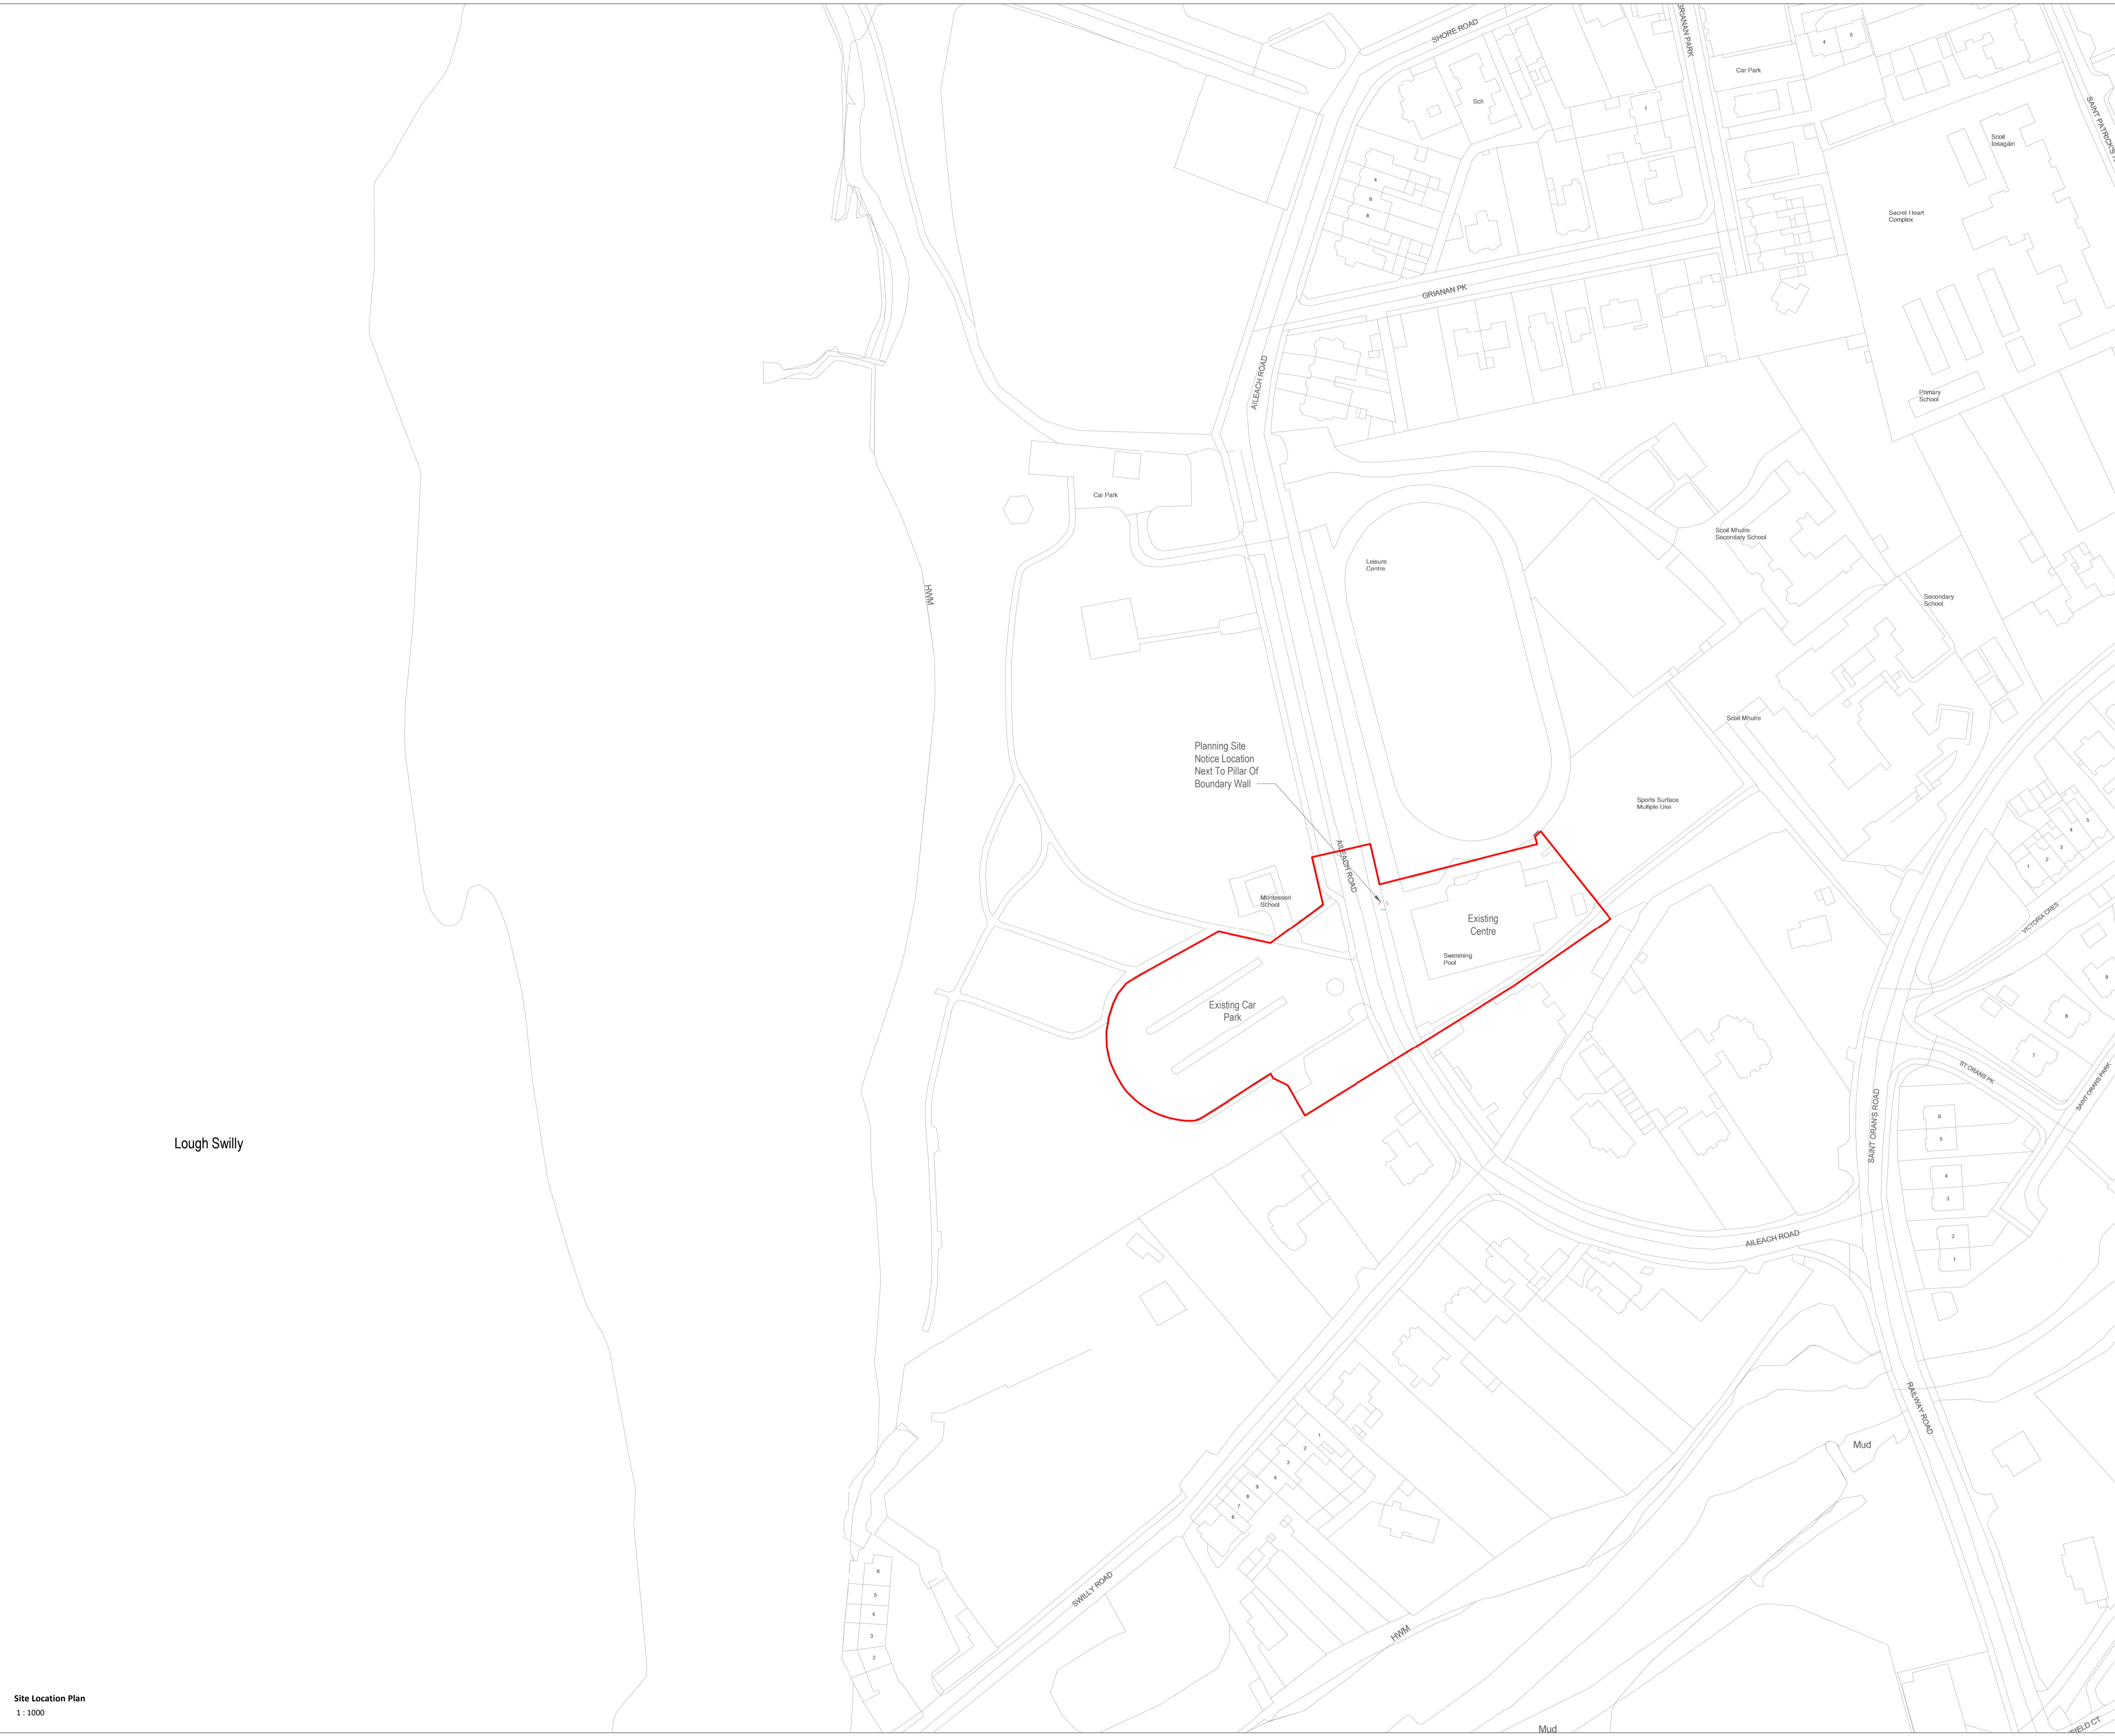 SHORE ROAD
GRIANAN PARK
4
5
Car Park
SAINT PATRICK'S
Sch
1
Scoil
Iosagáin
4
6
8
Sacret Heart
Complex
GRIANAN PK
AILEACH ROAD
Primary
School
Car Park
Scoil Mhuire
Secondary School
Leisure
Centre
HWM
Secondary
School
Scoil Mhuire
Planning Site
Notice Location
Next To Pillar Of
Boundary Wall
Sports Surface
Multiple Use
5
4
3
2
1
AILEACH ROAD
Montessori
School
Existing
Centre
VICTORIA CRES
Swimming
Pool
9
Existing Car
Park
8
7
ST ORANS PK
SAINT ORANS PARK
SAINT ORAN'S ROAD
6
5
4
3
2
1
Lough Swilly
AILEACH ROAD
RAILWAY ROAD
Mud
1
2
3
4
9
8
7
6
6
5
4
3
2
SWILLY ROAD
HWM
Site Location Plan
1 : 1000
Mud
FIELD CT